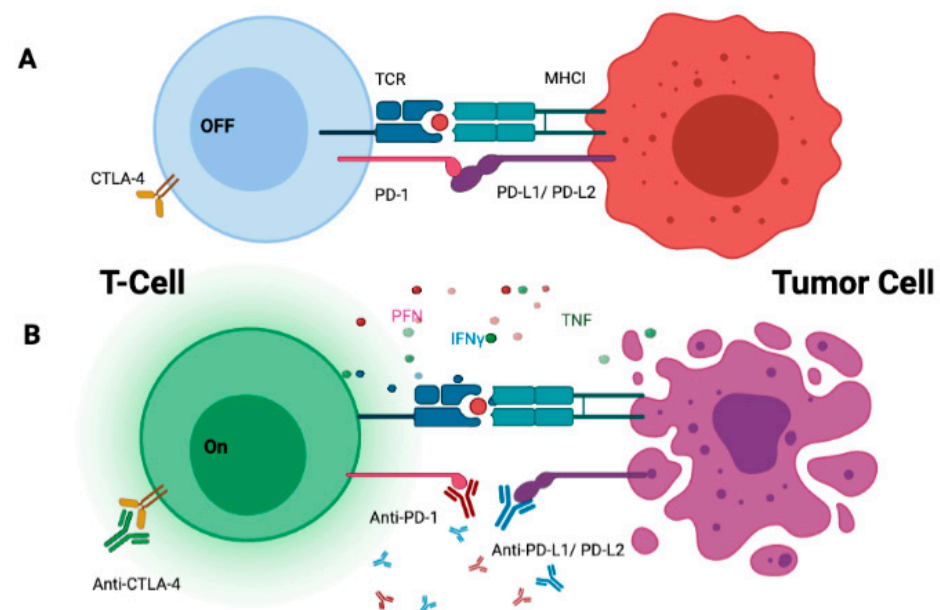 A
TCR
MHCI
OFF
CTLA-4
PD-1
PD-L1/ PD-L2
T-Cell
Tumor Cell
B
PFN
IFNγ
TNF
On
Anti-PD-1
Anti-PD-L1/ PD-L2
Anti-CTLA-4